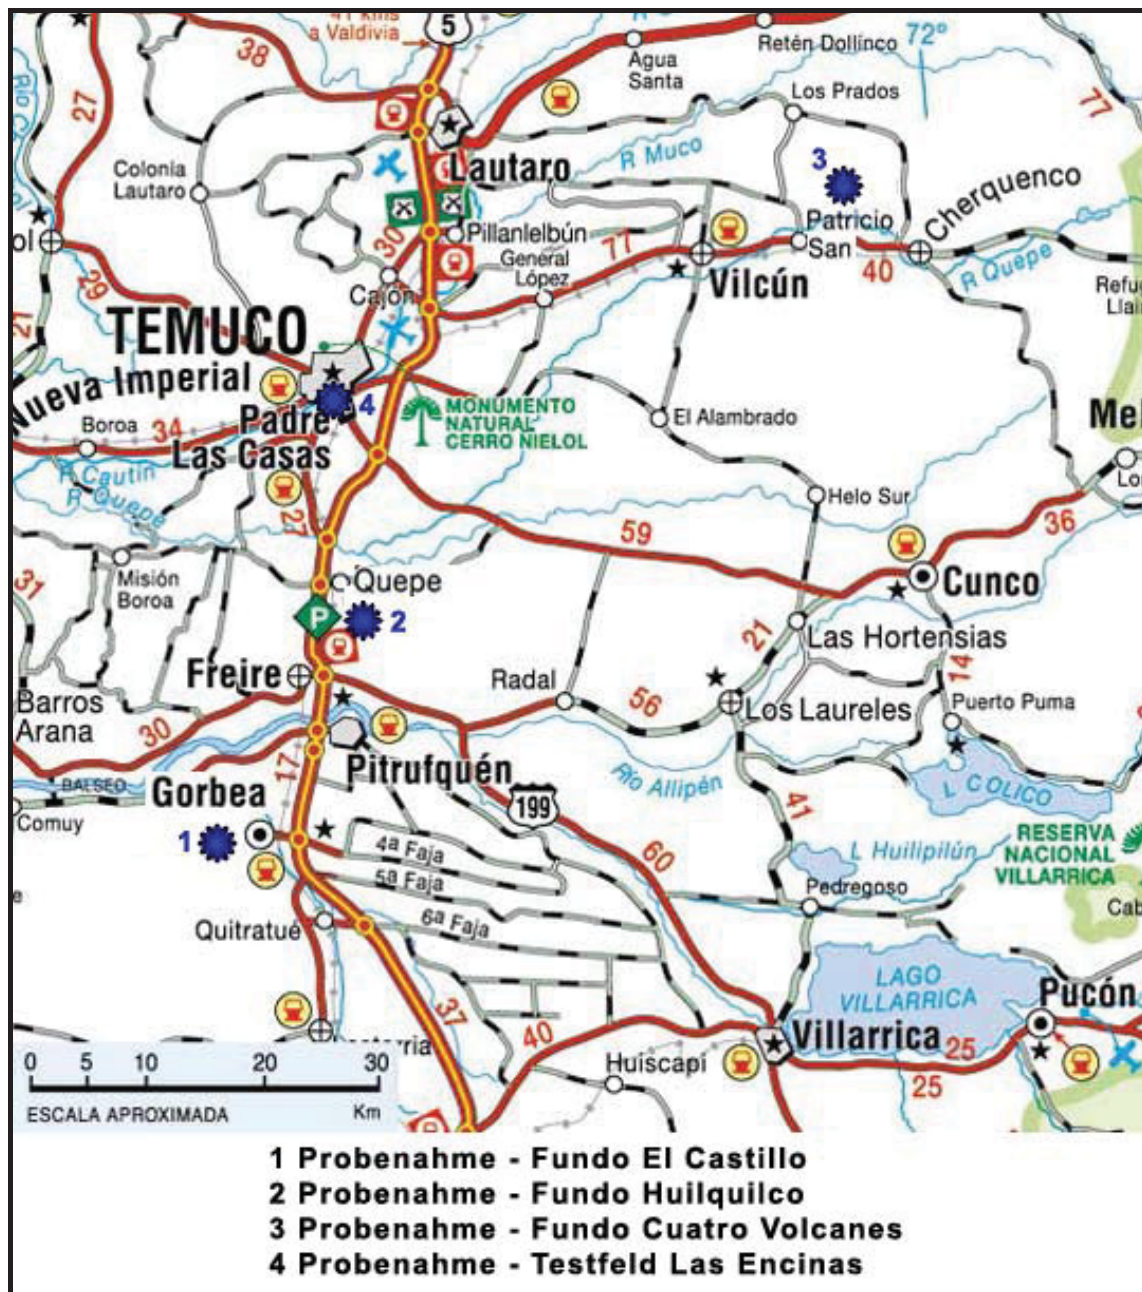 41 kms
a Valdivia
5
38
27
Agua
Santa
Retén Dollinco
72°
77
Los Prados
Lautaro
R Muco
Colonia
Lautaro
3
Cherquenco
Patricio
San
Pillanlelbún
General
López
30
77
Vilcún
40
R Quepe
29
21
Cajón
TEMUCO
Nueva Imperial
Padre
Las Casas
4
MONUMENTO
NATURAL
CERRO NIELOL
El Alambrado
Boroa
34
R Cautin
R Quepe
27
Helo Sur
59
36
31
Misión
Boroa
Quepe
2
Cunco
21
Las Hortensias
14
Freire
Radal
56
Los Laureles
Puerto Puma
Barros
Arana
30
17
Pitrufquén
Río Allipén
L COLICO
BALSEO
Gorbea
Comuy
199
41
1
4a Faja
5a Faja
6a Faja
60
L Huilipilún
RESERVA
NACIONAL
VILLARRICA
Pedregoso
Quitratué
LAGO
VILLARRICA
Pucón
37
40
Villarrica
25
25
Huiscapi
0 5 10 20 30
ESCALA APROXIMADA Km
1 Probenahme - Fundo El Castillo
2 Probenahme - Fundo Huilquilco
3 Probenahme - Fundo Cuatro Volcanes
4 Probenahme - Testfeld Las Encinas